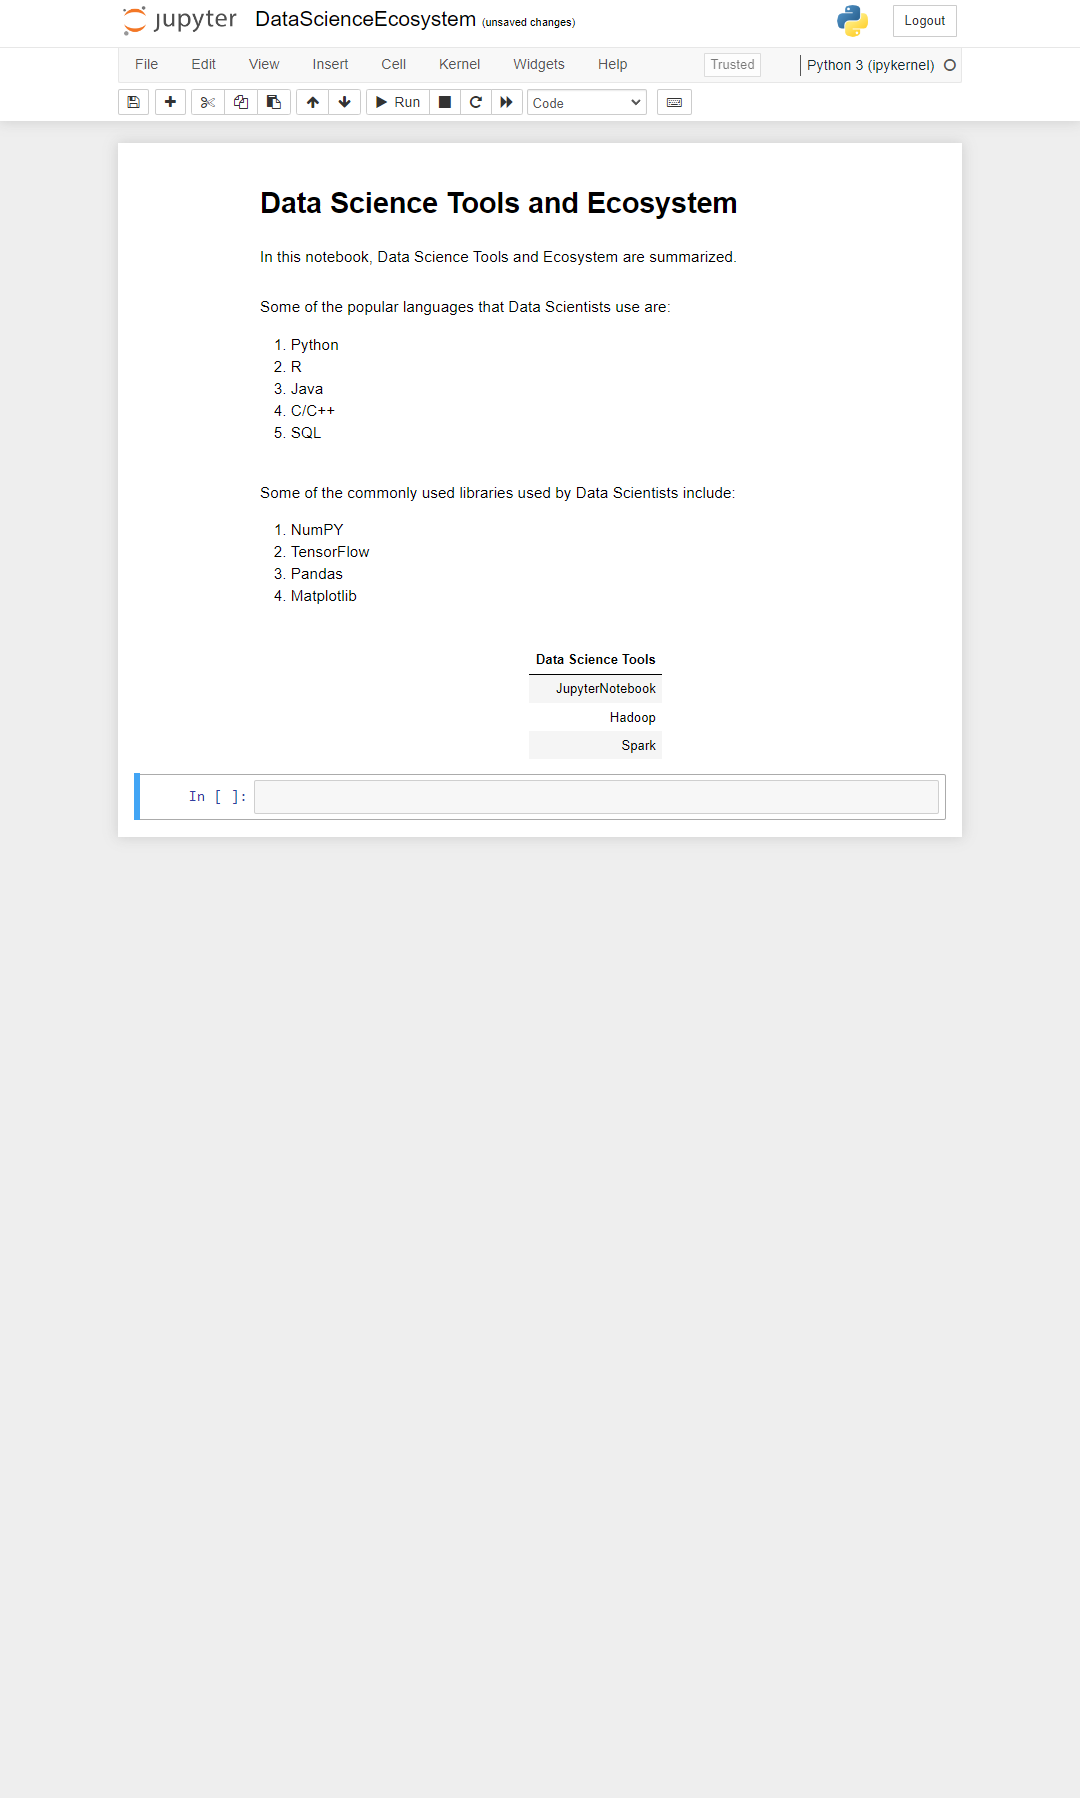 jupyter DataScienceEcosystem (unsaved changes) Logout
File Edit View Insert Cell Kernel Widgets Help Trusted Python 3 (ipykernel)
Run Code
Data Science Tools and Ecosystem
In this notebook, Data Science Tools and Ecosystem are summarized.
Some of the popular languages that Data Scientists use are:
1. Python
2. R
3. Java
4. C/C++
5. SQL
Some of the commonly used libraries used by Data Scientists include:
1. NumPY
2. TensorFlow
3. Pandas
4. Matplotlib
Data Science Tools
JupyterNotebook
Hadoop
Spark
In [ ]: